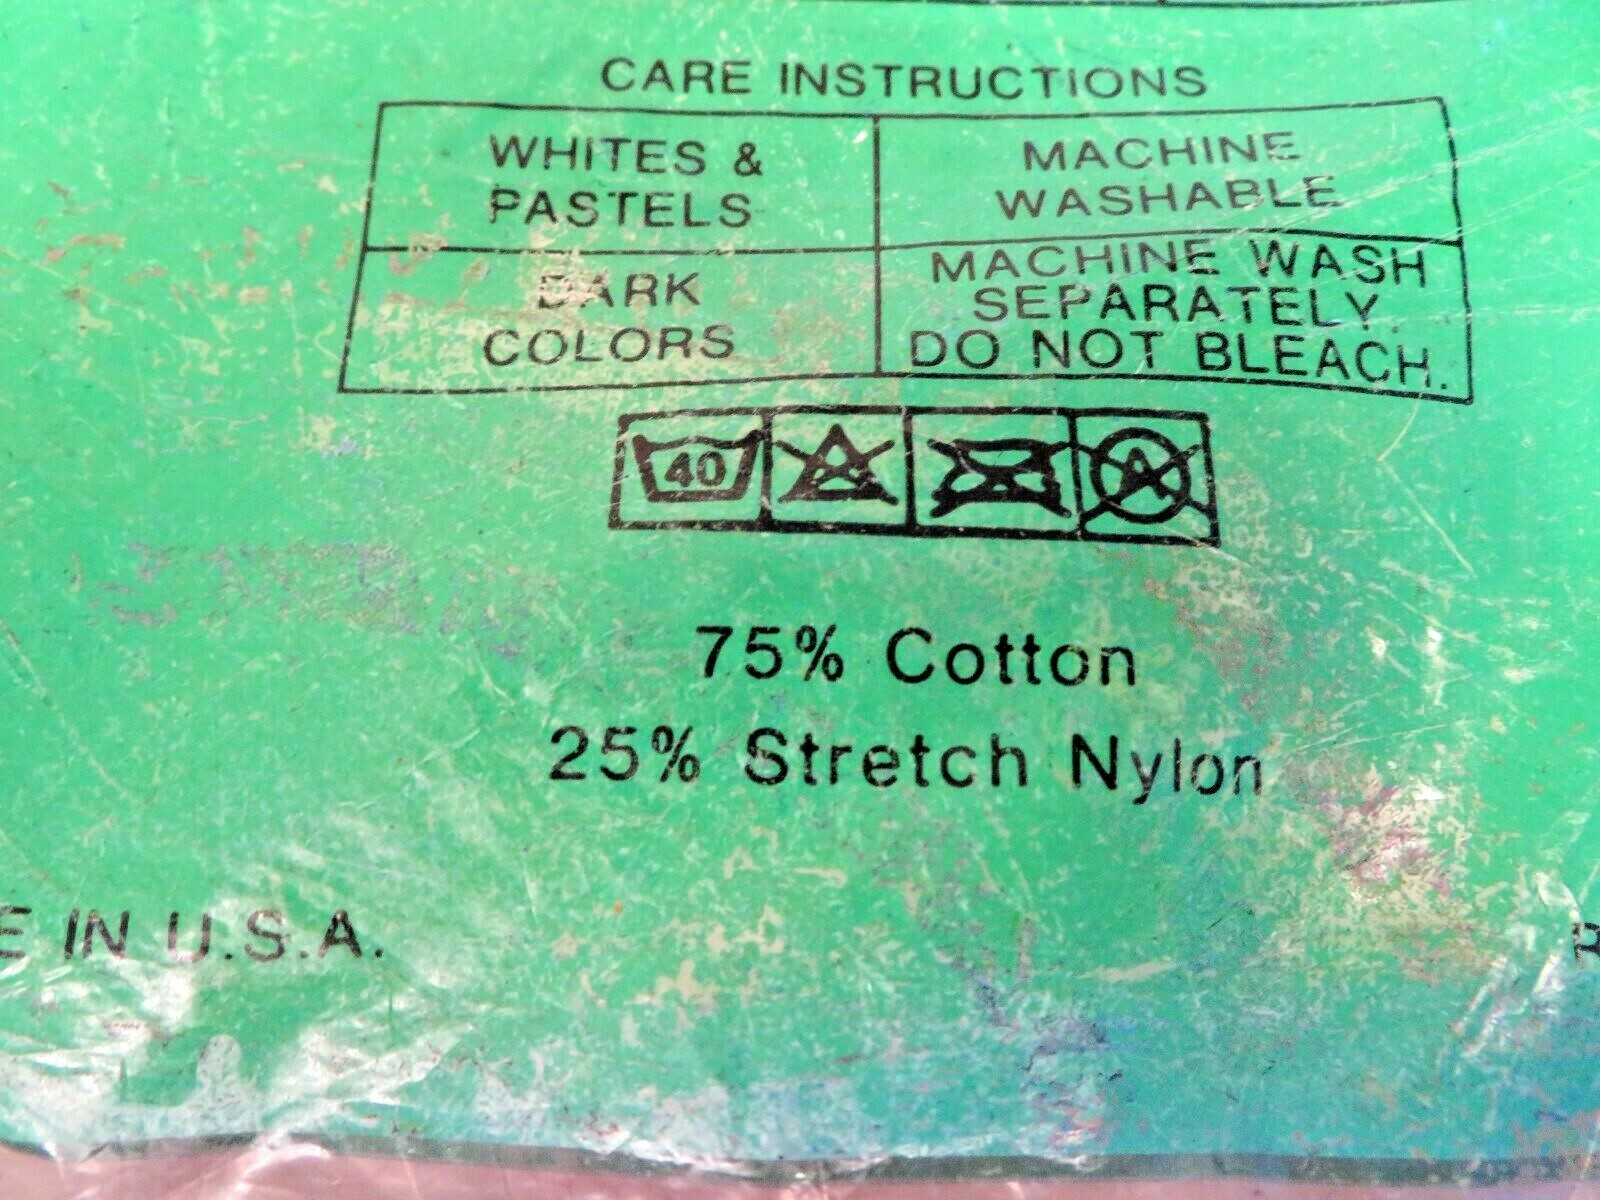 CARE INSTRUCTIONS
WHITES &
PASTELS
MACHINE
WASHABLE
DARK
COLORS
MACHINE WASH
SEPARATELY.
DO NOT BLEACH.
40
A
75% Cotton
25% Stretch Nylon
E IN U.S.A.